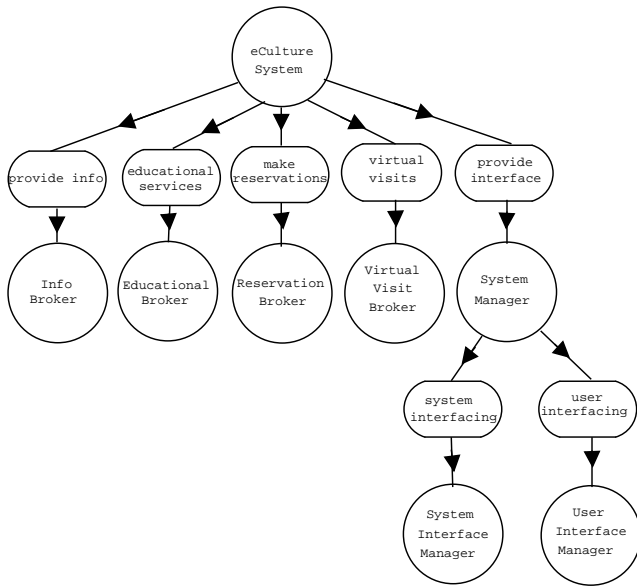 eCulture
System
provide info
educational
services
make
reservations
virtual
visits
provide
interface
Info
Broker
Educational
Broker
Reservation
Broker
Virtual
Visit
Broker
System
Manager
system
interfacing
user
interfacing
System
Interface
Manager
User
Interface
Manager